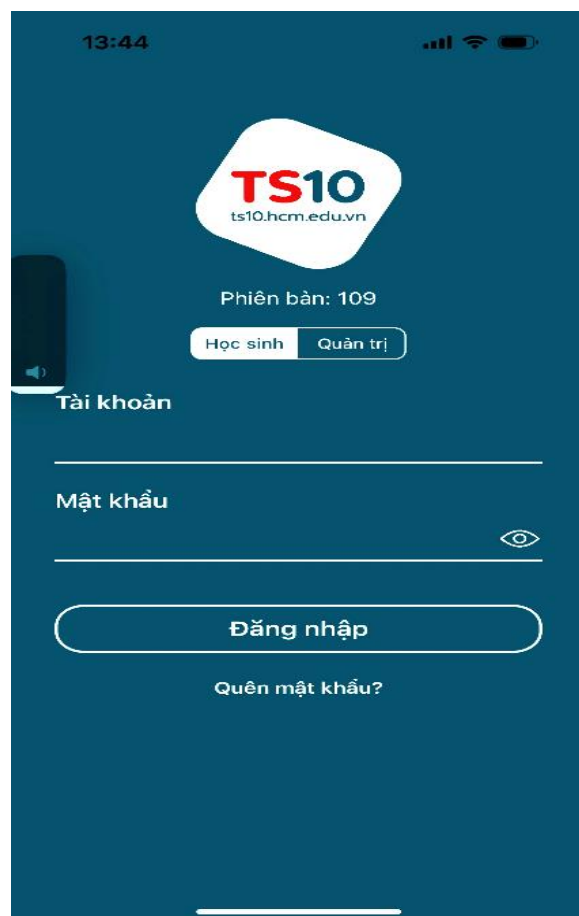 13:44
TS10
ts10.hcm.edu.vn
Phiên bản: 109
Học sinh Quản trị
Tài khoản
Mật khẩu
Đăng nhập
Quên mật khẩu?